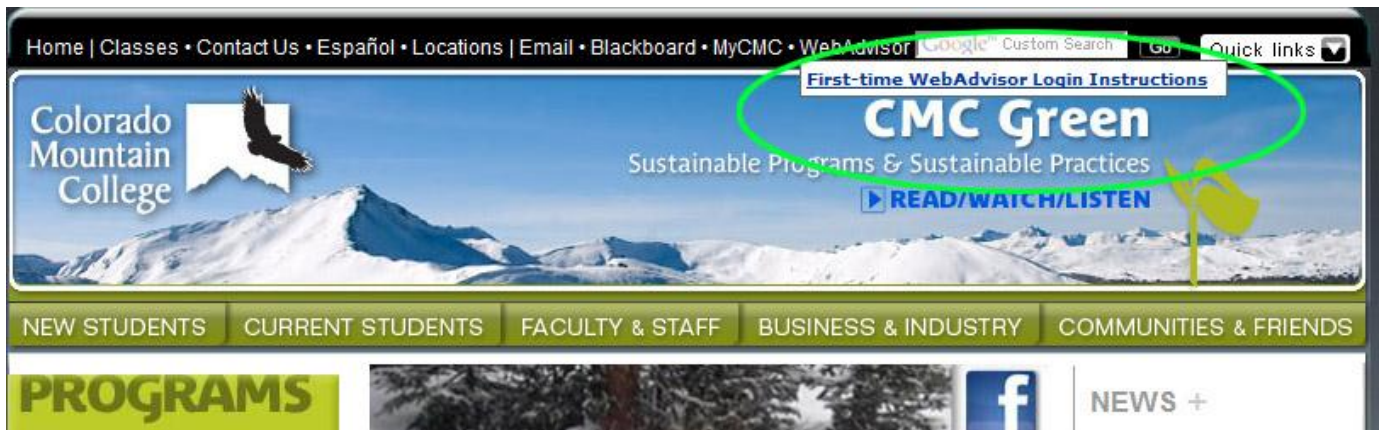 Home | Classes • Contact Us • Español • Locations | Email • Blackboard • MyCMC • WebAdvisor Google™ Custom Search Go Quick links
First-time WebAdvisor Login Instructions
Colorado
Mountain
College
CMC Green
Sustainable Programs & Sustainable Practices
READ/WATCH/LISTEN
NEW STUDENTS CURRENT STUDENTS FACULTY & STAFF BUSINESS & INDUSTRY COMMUNITIES & FRIENDS
PROGRAMS
f
NEWS +